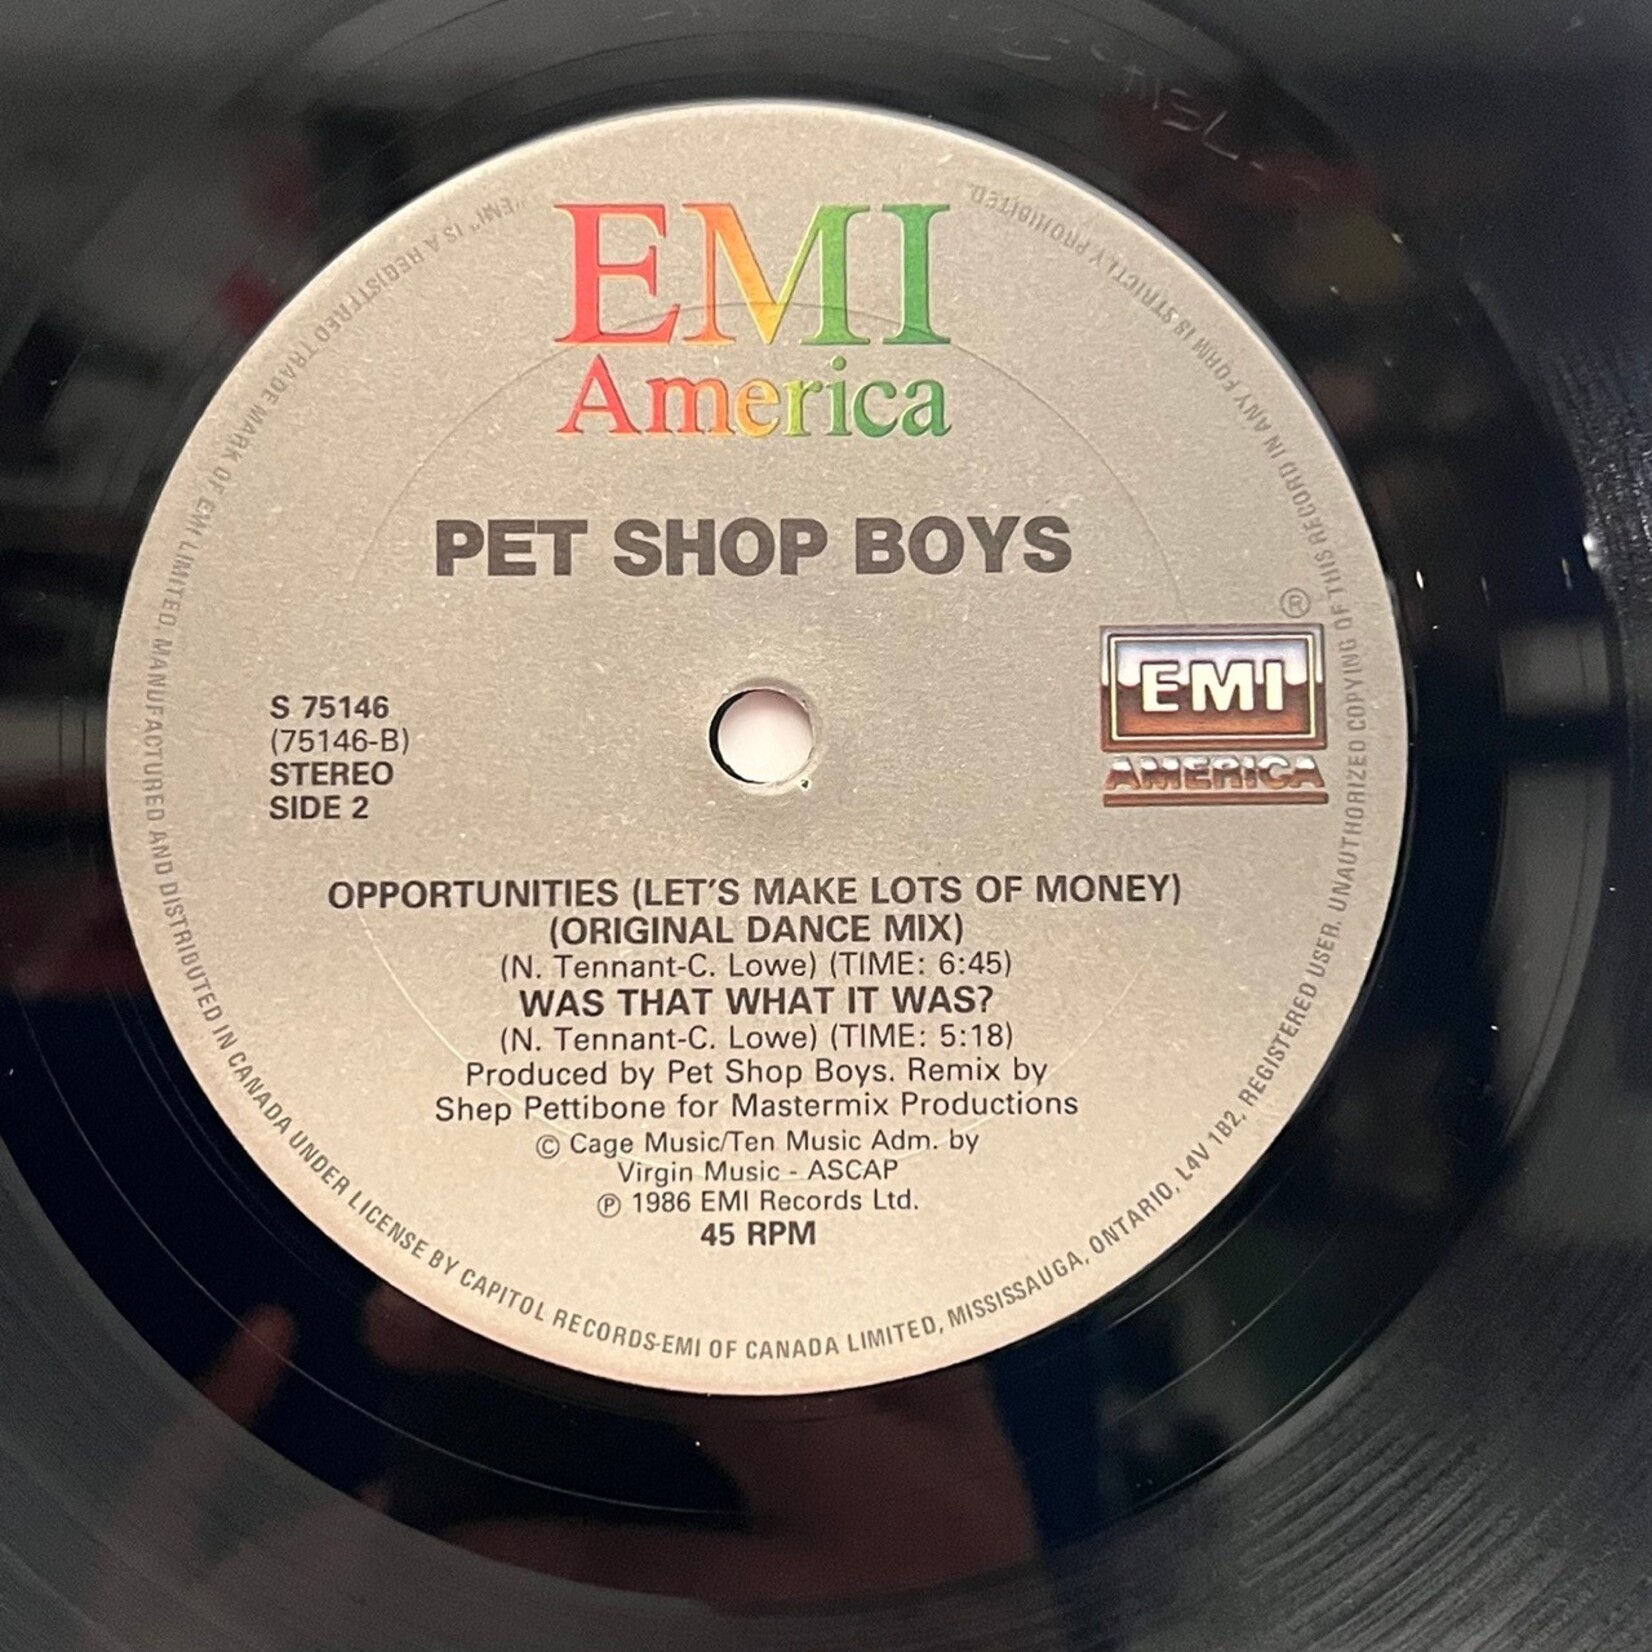 EMI
America
PET SHOP BOYS
S 75146
(75146-B)
STEREO
SIDE 2
®
EMI
AMERICA
OPPORTUNITIES (LET'S MAKE LOTS OF MONEY)
(ORIGINAL DANCE MIX)
(N. Tennant-C. Lowe) (TIME: 6:45)
WAS THAT WHAT IT WAS?
(N. Tennant-C. Lowe) (TIME: 5:18)
Produced by Pet Shop Boys. Remix by
Shep Pettibone for Mastermix Productions
© Cage Music/Ten Music Adm. by
Virgin Music - ASCAP
℗ 1986 EMI Records Ltd.
45 RPM
"EMI" IS A REGISTERED TRADE MARK OF EMI LIMITED. MANUFACTURED AND DISTRIBUTED IN CANADA UNDER LICENSE BY CAPITOL RECORDS-EMI OF CANADA LIMITED, MISSISSAUGA, ONTARIO, L4V 1B2, REGISTERED USER. UNAUTHORIZED COPYING OF THIS RECORD IN ANY FORM IS STRICTLY PROHIBITED.